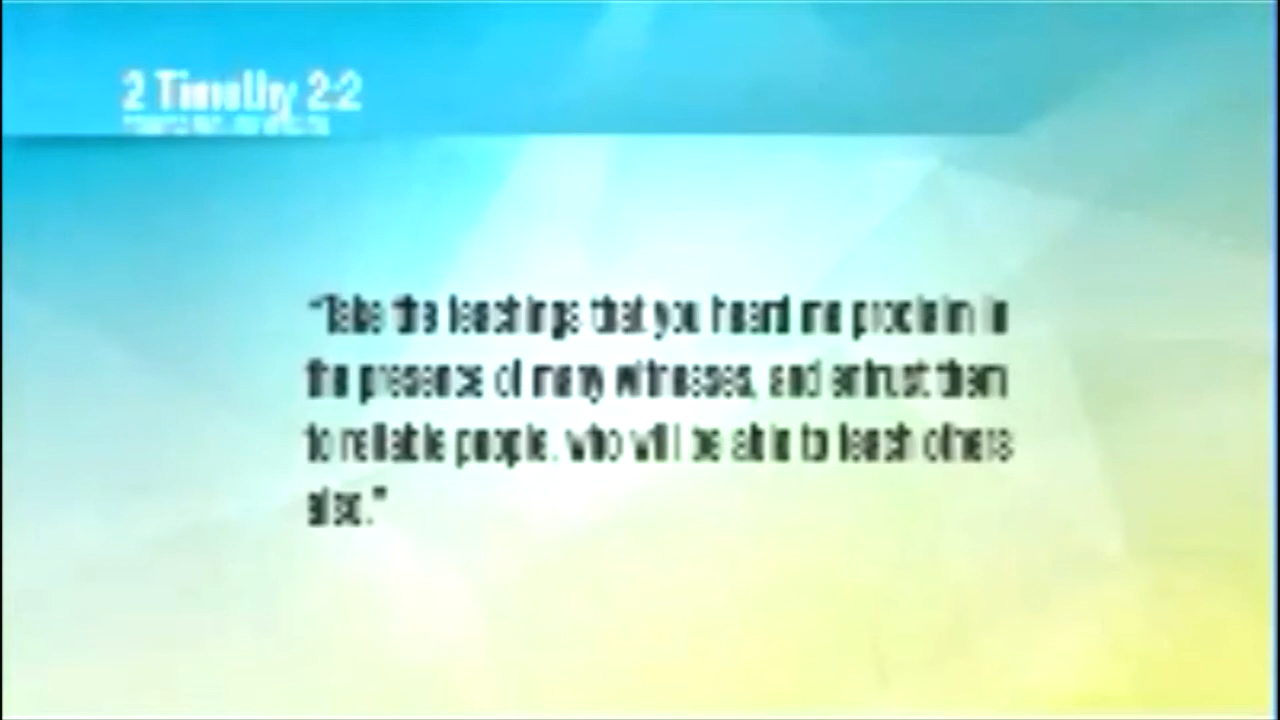 2 Timothy 2:2
"Take the teachings that you heard me proclaim in
the presence of many witnesses, and entrust them
to reliable people, who will be able to teach others
also."